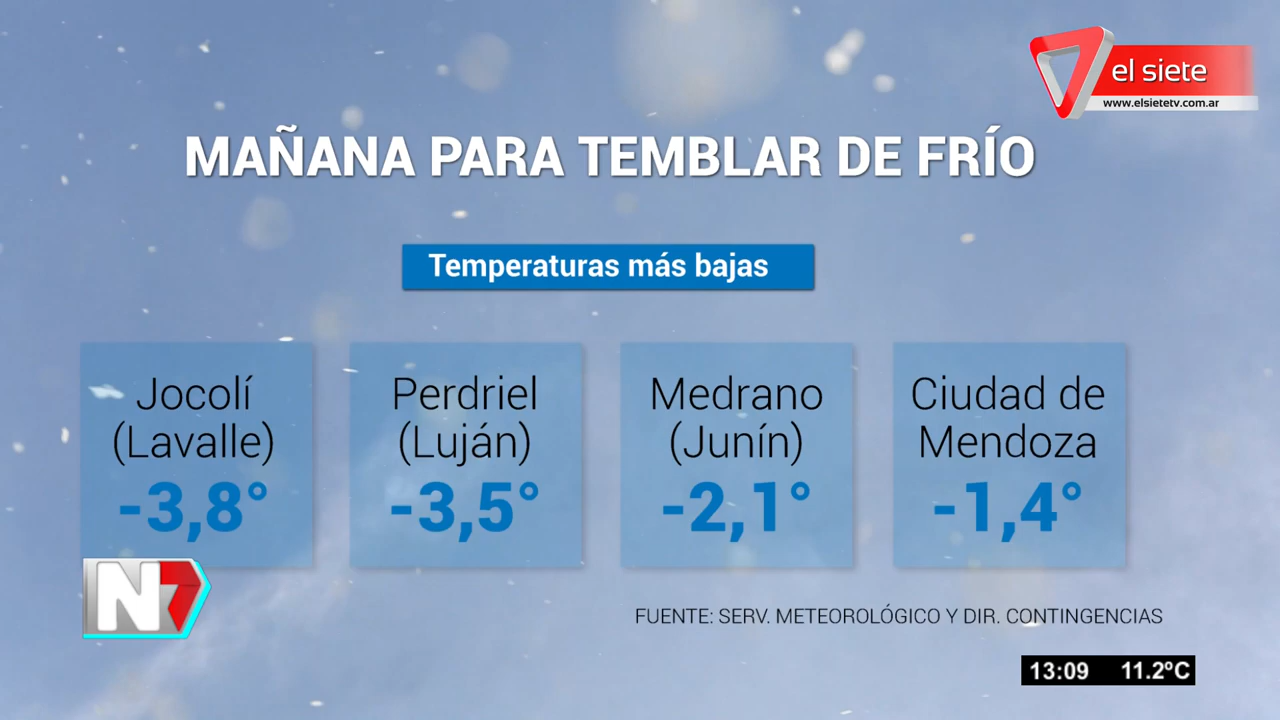 el siete
www.elsietetv.com.ar
MAÑANA PARA TEMBLAR DE FRÍO
Temperaturas más bajas
Jocolí
(Lavalle)
-3,8°
Perdriel
(Luján)
-3,5°
Medrano
(Junín)
-2,1°
Ciudad de
Mendoza
-1,4°
N7
FUENTE: SERV. METEOROLÓGICO Y DIR. CONTINGENCIAS
13:09 11.2ºC